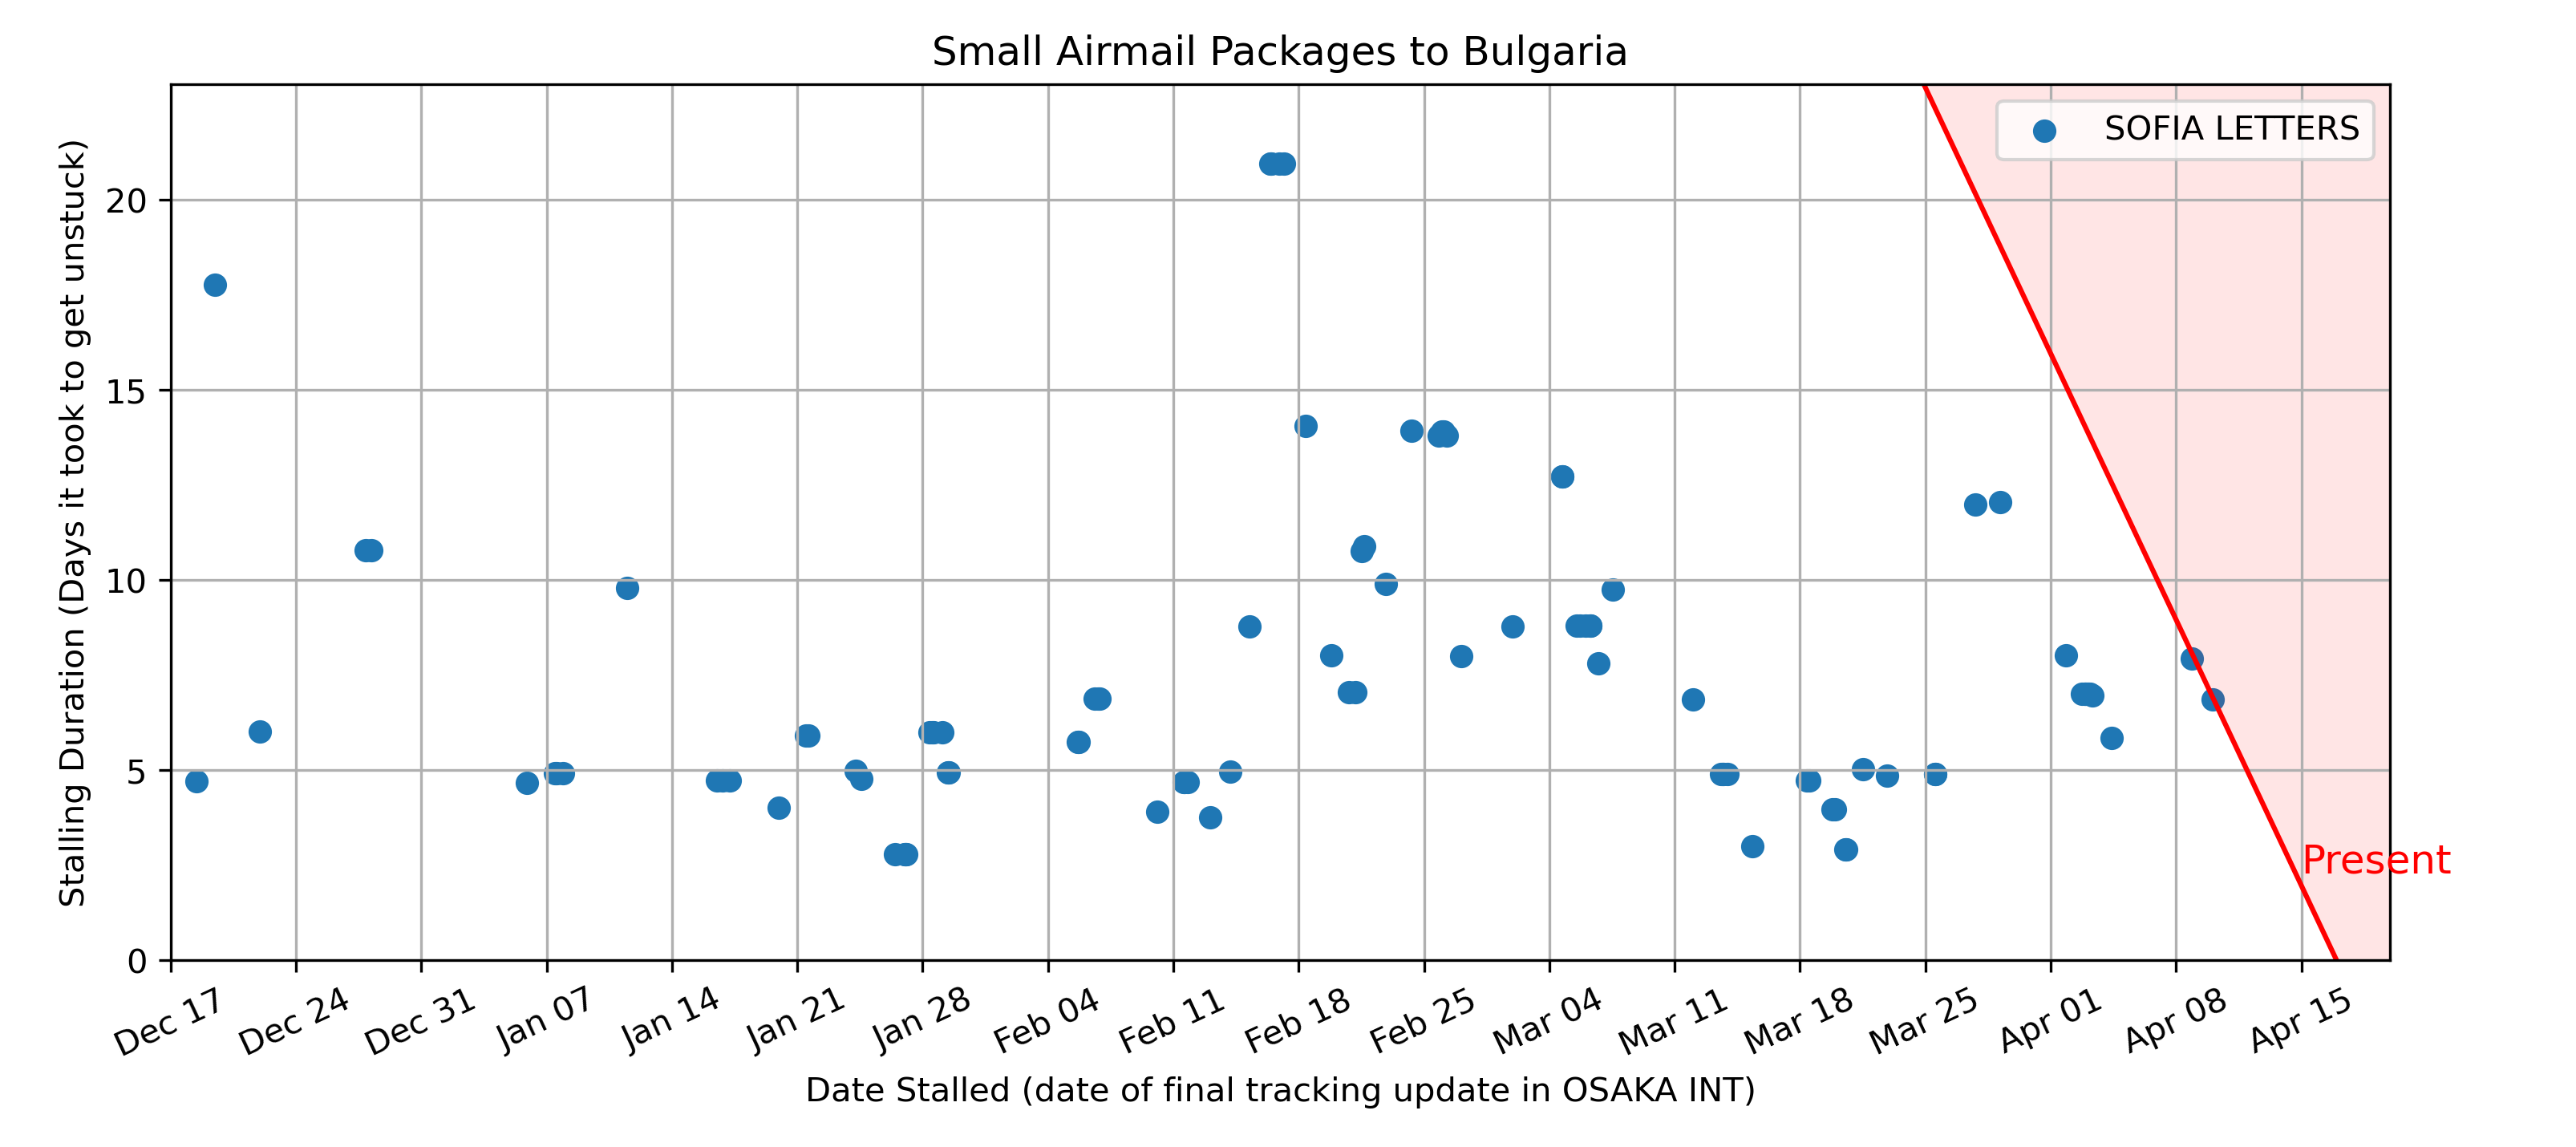 Small Airmail Packages to Bulgaria
SOFIA LETTERS
Stalling Duration (Days it took to get unstuck)
20
15
10
5
0
Present
Dec 17
Dec 24
Dec 31
Jan 07
Jan 14
Jan 21
Jan 28
Feb 04
Feb 11
Feb 18
Feb 25
Mar 04
Mar 11
Mar 18
Mar 25
Apr 01
Apr 08
Apr 15
Date Stalled (date of final tracking update in OSAKA INT)